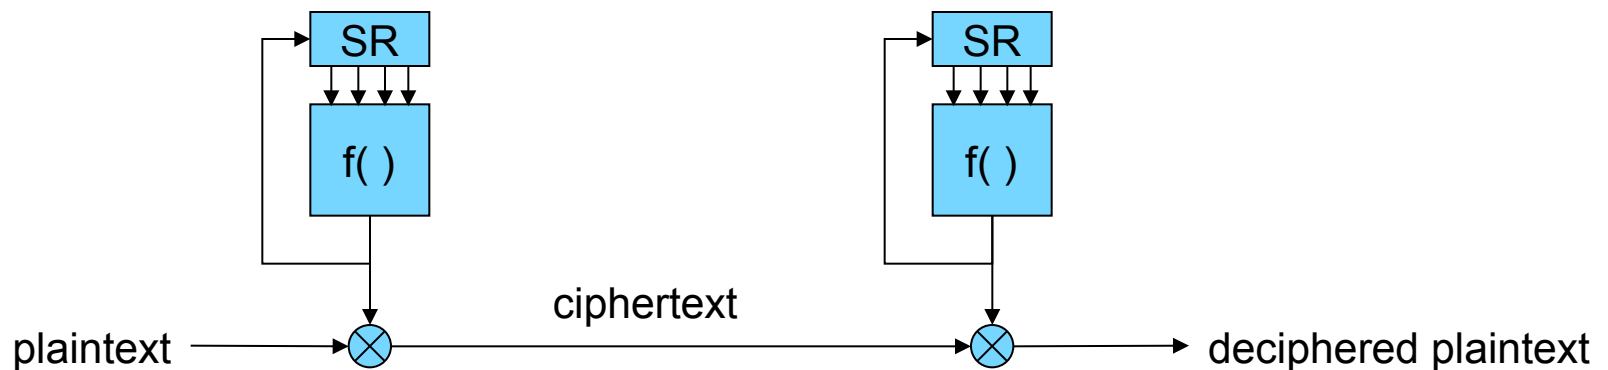 SR
SR
f( )
f( )
ciphertext
plaintext
deciphered plaintext